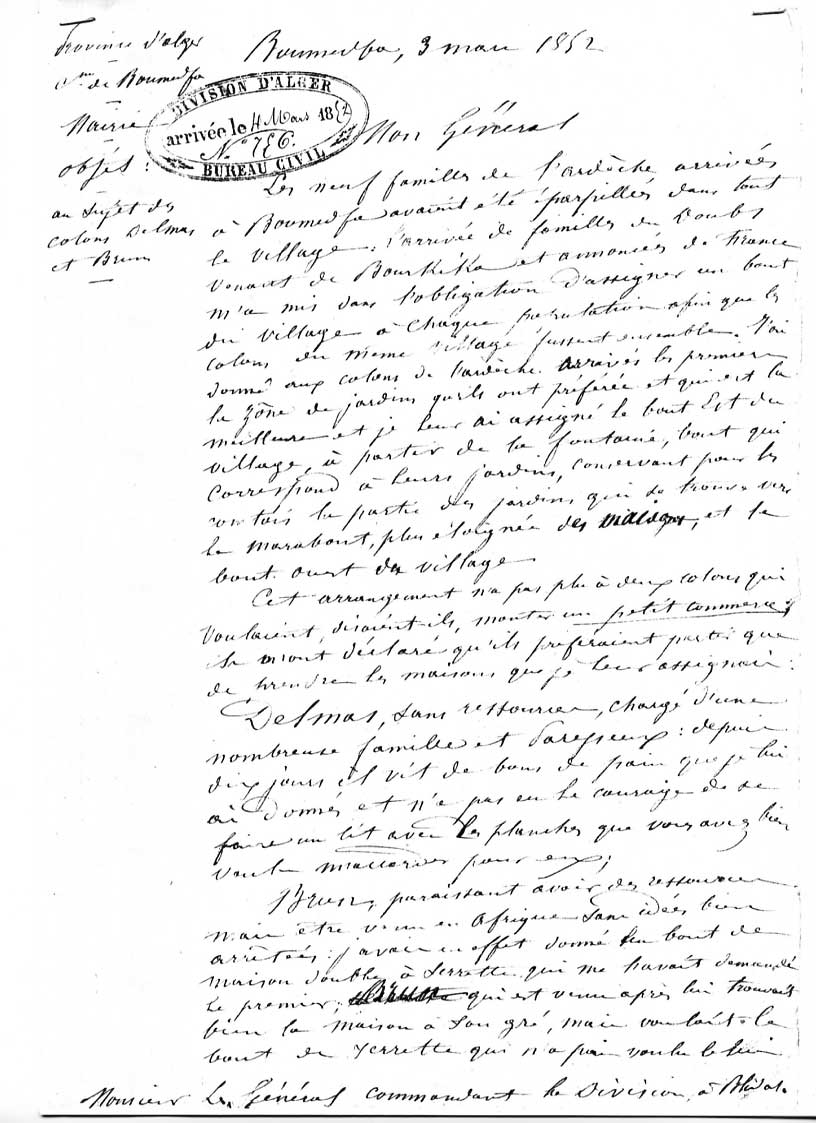 Province d'alger
Cne de Boumedfa
Mairie
objet :
au sujet des
colons Delmas
et Brun
Boumedfa, 3 mars 1852
DIVISION D'ALGER
arrivée le 4 Mars 1852
N° 756.
BUREAU CIVIL
Mon Général
Les neuf familles de l'ardèche arrivées
à Boumedfa avaient été éparpillées dans tout
le village ; l'arrivée de familles du Doubs
venant de Bourkika et annoncées de France
m'a mis dans l'obligation d'assigner un bout
du village à chaque population afin que les
colons du même village fussent ensemble. J'ai
donné aux colons de l'ardèche arrivés les premiers
la zône de jardins qu'ils ont préférée et qui est la
meilleure et je leur ai assigné le bout Est du
village, à partir de la fontaine, bout qui
correspond à leurs jardins, conservant pour les
comtois la partie des jardins qui se trouve vers
le marabout, plus éloignée des maisons, et le
bout ouest du village
Cet arrangement n'a pas plu à deux colons qui
voulaient, disaient-ils, monter un petit commerce ;
ils m'ont déclaré qu'ils préféraient partir que
de prendre les maisons que je leur assignais :
Delmas, sans ressources, chargé d'une
nombreuse famille et paresseux : depuis
dix jours il vit de bons de pain que je lui
ai donnés et n'a pas eu le courage de se
faire un lit avec les planches que vous avez bien
voulu m'accorder pour eux ;
Brun, paraissant avoir des ressources
mais être venu en Afrique sans idées bien
arrêtées : j'avais en effet donné un bout de
maison double à Serrette qui me l'avait demandé
le premier ; Brun qui est venu après lui trouvait
bien la maison à son gré, mais voulait le
bout de Serrette qui n'a pas voulu le lui
Monsieur Le Général commandant la Division, à Blidah.